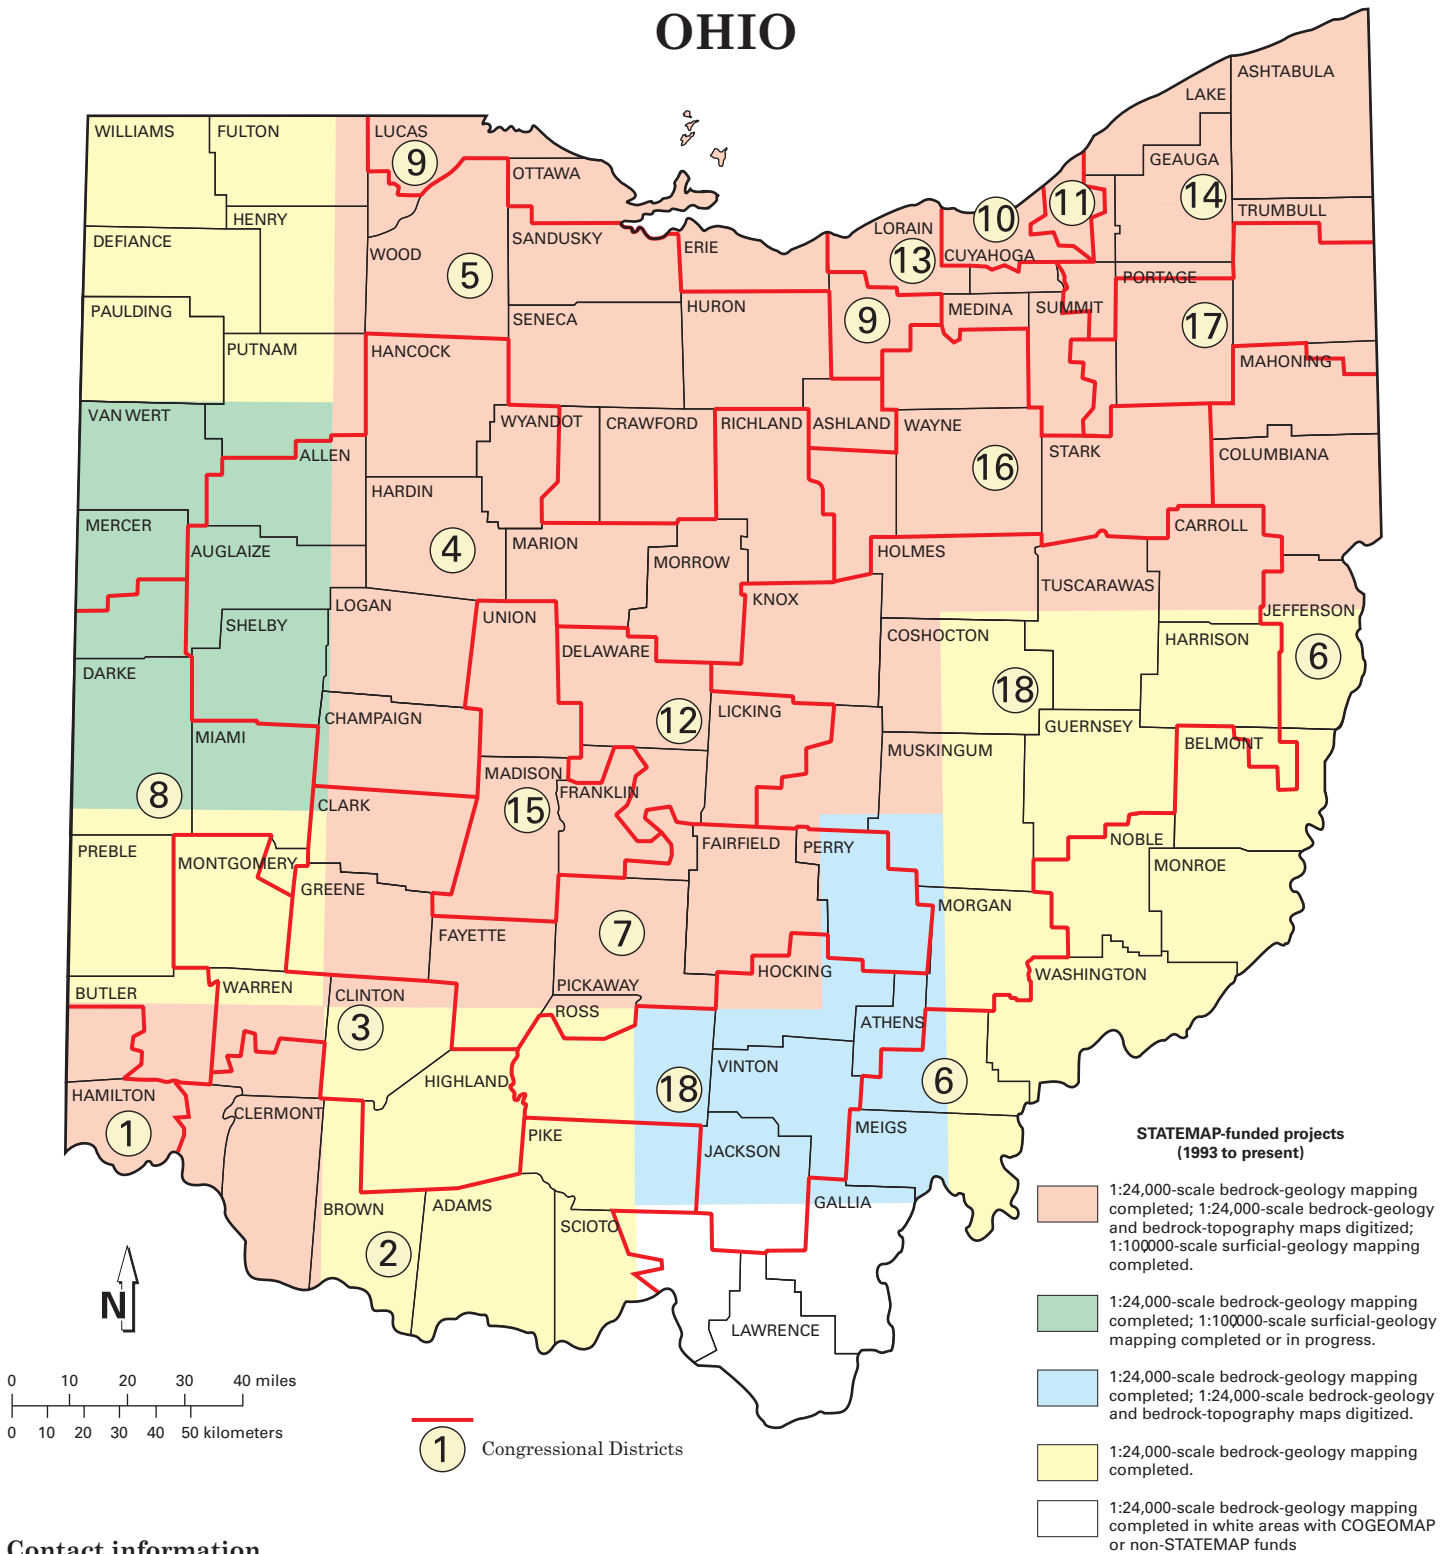 OHIO
ASHTABULA
LAKE
WILLIAMS
FULTON
LUCAS
9
GEAUGA
OTTAWA
14
11
HENRY
10
TRUMBULL
DEFIANCE
SANDUSKY
LORAIN
WOOD
ERIE
CUYAHOGA
13
5
PORTAGE
PAULDING
SENECA
HURON
MEDINA
SUMMIT
9
17
PUTNAM
HANCOCK
MAHONING
VAN WERT
WYANDOT
CRAWFORD
RICHLAND
ASHLAND
WAYNE
ALLEN
STARK
COLUMBIANA
16
HARDIN
MERCER
CARROLL
AUGLAIZE
4
MARION
HOLMES
MORROW
TUSCARAWAS
LOGAN
KNOX
JEFFERSON
UNION
SHELBY
COSHOCTON
HARRISON
DELAWARE
6
DARKE
18
CHAMPAIGN
12
LICKING
GUERNSEY
MIAMI
MUSKINGUM
BELMONT
MADISON
8
FRANKLIN
CLARK
15
NOBLE
PREBLE
MONTGOMERY
FAIRFIELD
PERRY
MONROE
GREENE
MORGAN
7
FAYETTE
HOCKING
WASHINGTON
BUTLER
WARREN
CLINTON
PICKAWAY
3
ROSS
ATHENS
VINTON
HIGHLAND
18
6
HAMILTON
CLERMONT
1
PIKE
MEIGS
JACKSON
BROWN
ADAMS
GALLIA
SCIOTO
2
LAWRENCE
N
0 10 20 30 40 miles
0 10 20 30 40 50 kilometers
1 Congressional Districts
STATEMAP-funded projects
(1993 to present)
1:24,000-scale bedrock-geology mapping
completed; 1:24,000-scale bedrock-geology
and bedrock-topography maps digitized;
1:100,000-scale surficial-geology mapping
completed.
1:24,000-scale bedrock-geology mapping
completed; 1:100,000-scale surficial-geology
mapping completed or in progress.
1:24,000-scale bedrock-geology mapping
completed; 1:24,000-scale bedrock-geology
and bedrock-topography maps digitized.
1:24,000-scale bedrock-geology mapping
completed.
1:24,000-scale bedrock-geology mapping
completed in white areas with COGEOMAP
or non-STATEMAP funds
Contact information